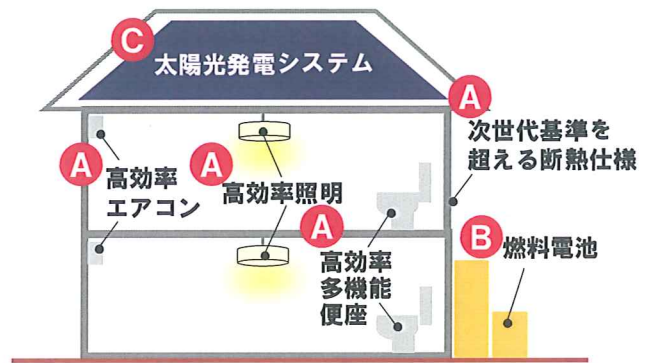 C
太陽光発電システム
A
次世代基準を
超える断熱仕様
A
高効率
エアコン
A
高効率照明
A
高効率
多機能
便座
B
燃料電池